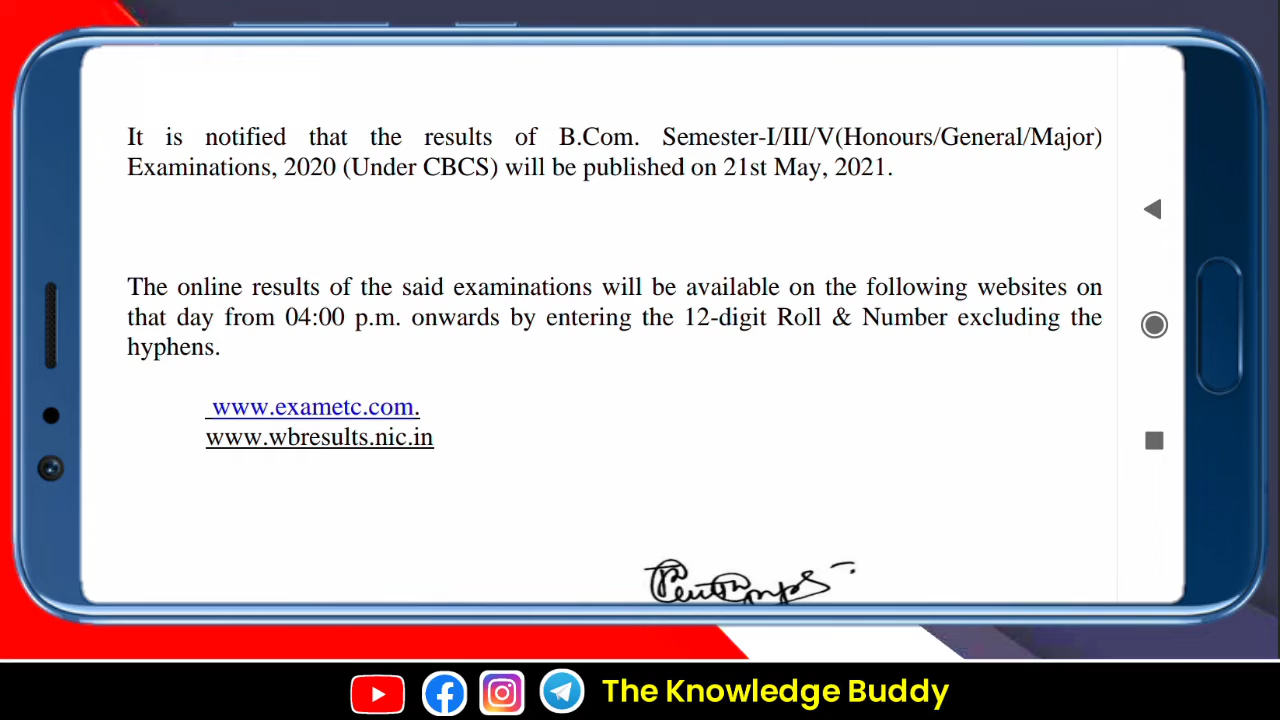 It is notified that the results of B.Com. Semester-I/III/V(Honours/General/Major)
Examinations, 2020 (Under CBCS) will be published on 21st May, 2021.
The online results of the said examinations will be available on the following websites on
that day from 04:00 p.m. onwards by entering the 12-digit Roll & Number excluding the
hyphens.
www.exametc.com.
www.wbresults.nic.in
The Knowledge Buddy